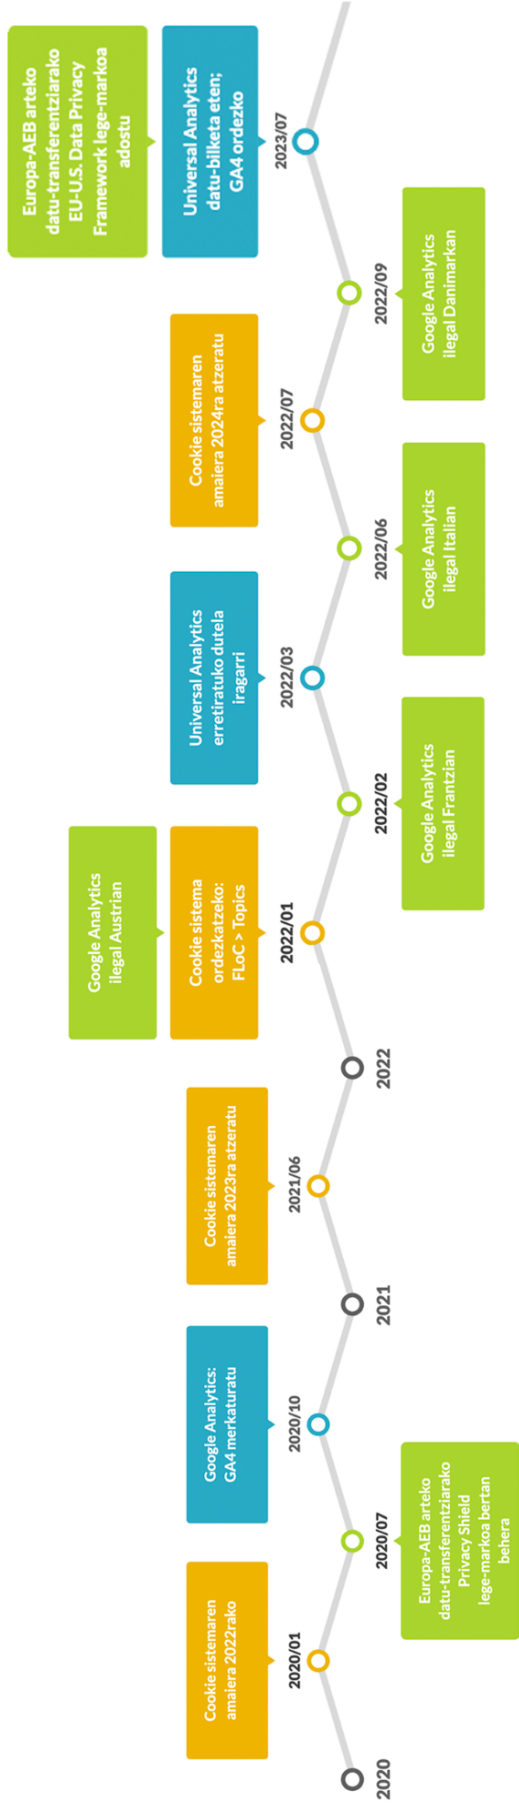 2020
Cookie sistemaren
amaiera 2022rako
2020/01
2020/07
Europa-AEB arteko
datu-transferentziarako
Privacy Shield
lege-markoa bertan
behera
Google Analytics:
GA4 merkaturatu
2020/10
2021
Cookie sistemaren
amaiera 2023ra atzeratu
2021/06
2022
Google Analytics
ilegal Austrian
Cookie sistema
ordezkatzeko:
FLoC > Topics
2022/01
2022/02
Google Analytics
ilegal Frantzian
Universal Analytics
erretiratuko dutela
iragarri
2022/03
2022/06
Google Analytics
ilegal Italian
Cookie sistemaren
amaiera 2024ra atzeratu
2022/07
2022/09
Google Analytics
ilegal Danimarkan
Europa-AEB arteko
datu-transferentziarako
EU-U.S. Data Privacy
Framework lege-markoa
adostu
Universal Analytics
datu-bilketa eten;
GA4 ordezko
2023/07